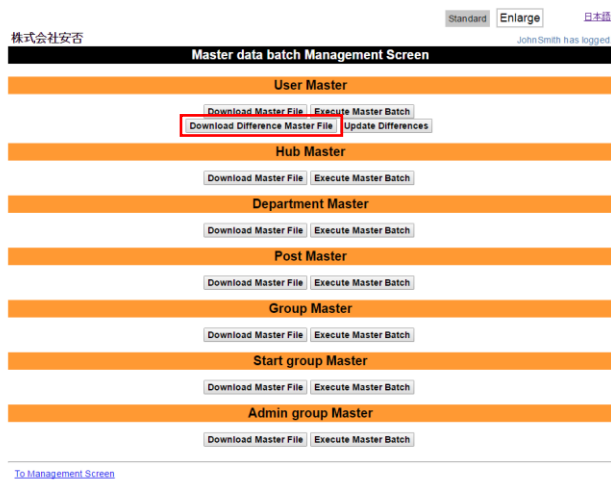 Standard Enlarge 日本語
株式会社安否
John Smith has logged
Master data batch Management Screen
User Master
Download Master File Execute Master Batch
Download Difference Master File Update Differences
Hub Master
Download Master File Execute Master Batch
Department Master
Download Master File Execute Master Batch
Post Master
Download Master File Execute Master Batch
Group Master
Download Master File Execute Master Batch
Start group Master
Download Master File Execute Master Batch
Admin group Master
Download Master File Execute Master Batch
To Management Screen